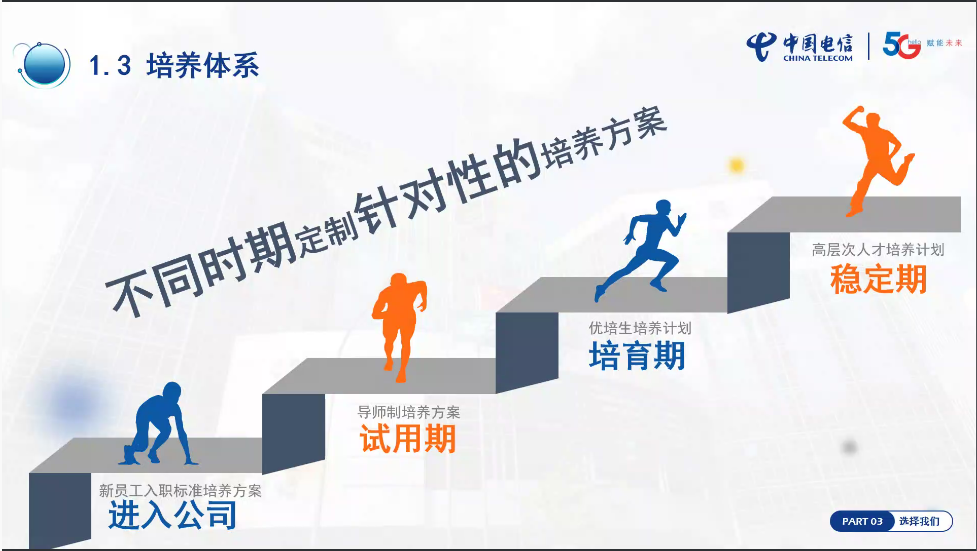 1.3 培养体系
中国电信
CHINA TELECOM
5G
赋能未来
不同时期定制针对性的培养方案
高层次人才培养计划
稳定期
优培生培养计划
培育期
导师制培养方案
试用期
新员工入职标准培养方案
进入公司
PART 03 选择我们